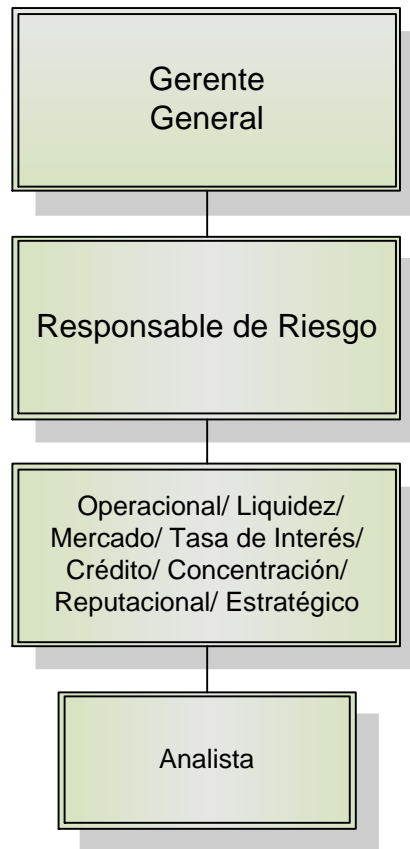 Gerente
General
Responsable de Riesgo
Operacional/ Liquidez/
Mercado/ Tasa de Interés/
Crédito/ Concentración/
Reputacional/ Estratégico
Analista